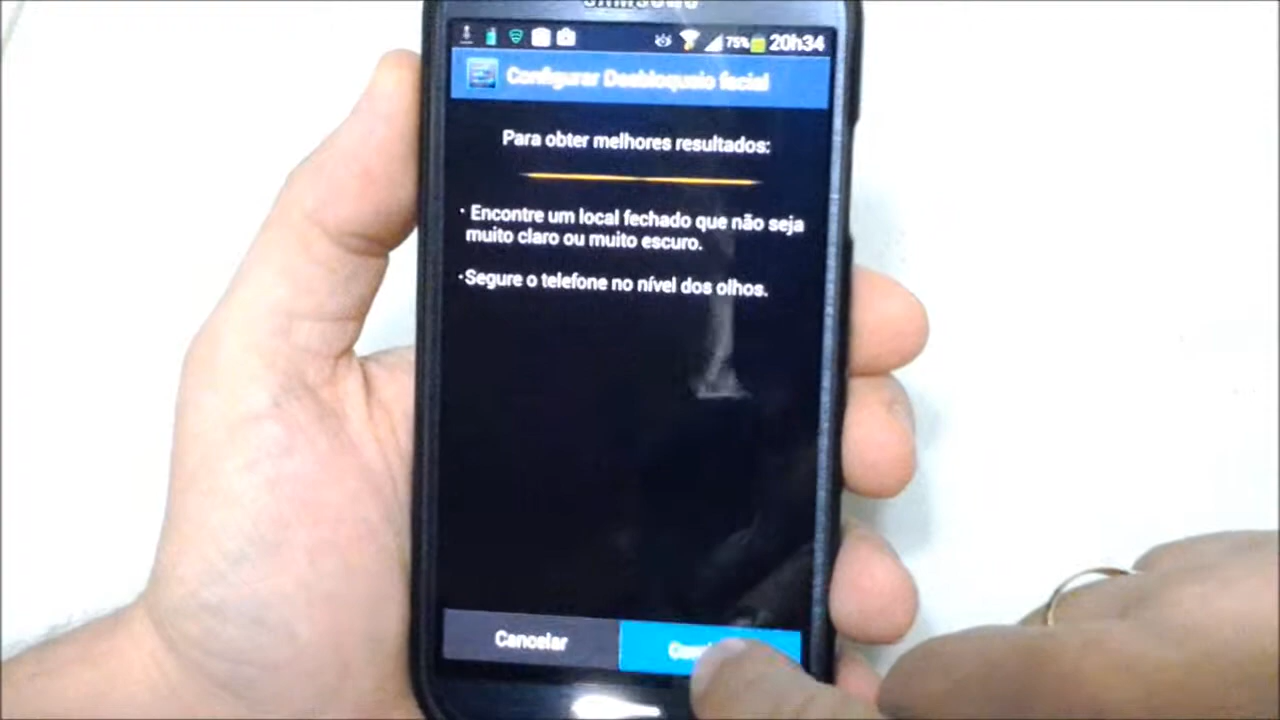 SAMSUNG
75% 20h34
Configurar Desbloqueio facial
Para obter melhores resultados:
· Encontre um local fechado que não seja
muito claro ou muito escuro.
·Segure o telefone no nível dos olhos.
Cancelar